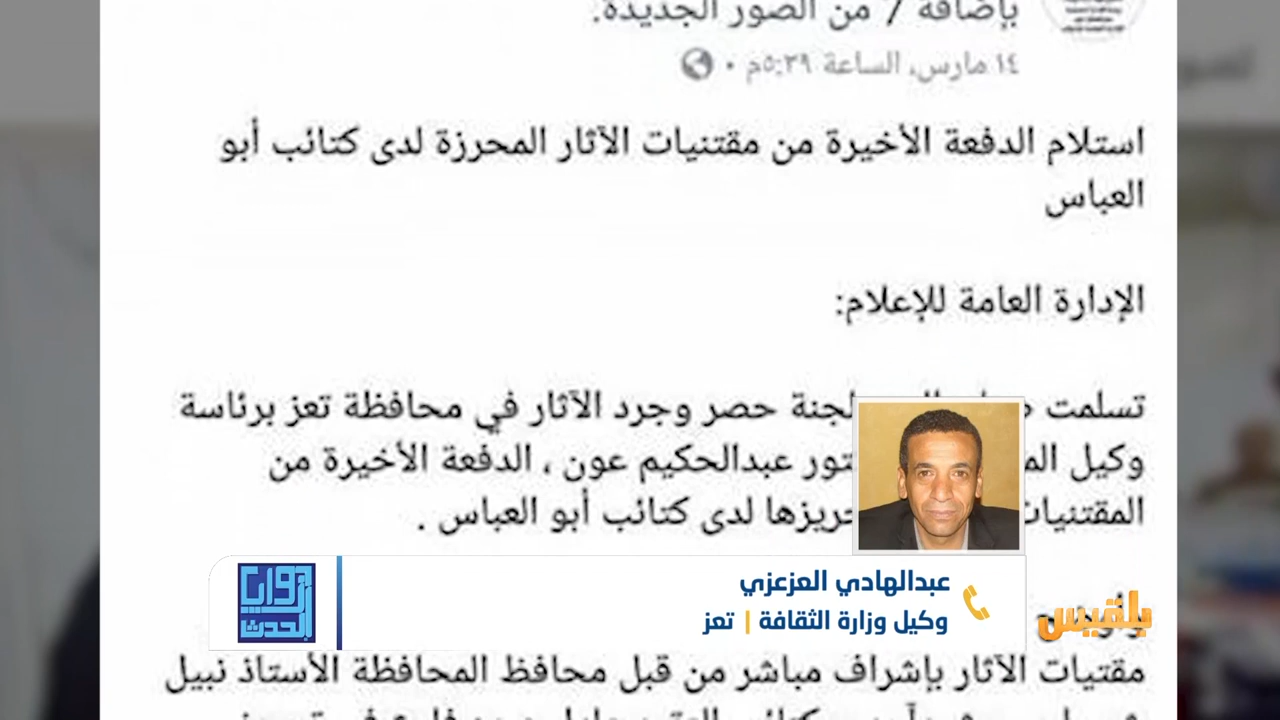 بإضافة 7 من الصور الجديدة.
١٤ مارس، الساعة ٥:٣٩م •
استلام الدفعة الأخيرة من مقتنيات الآثار المحرزة لدى كتائب أبو
العباس
الإدارة العامة للإعلام:
تسلمت لجنة حصر وجرد الآثار في محافظة تعز برئاسة
وكيل عبدالحكيم عون ، الدفعة الأخيرة من
المقتنيات لدى كتائب أبو العباس .
عبدالهادي العزعزي
وكيل وزارة الثقافة | تعز
زوايا الحدث
بلقيس
مقتيات الآثار بإشراف مباشر من قبل محافظ المحافظة الأستاذ نبيل